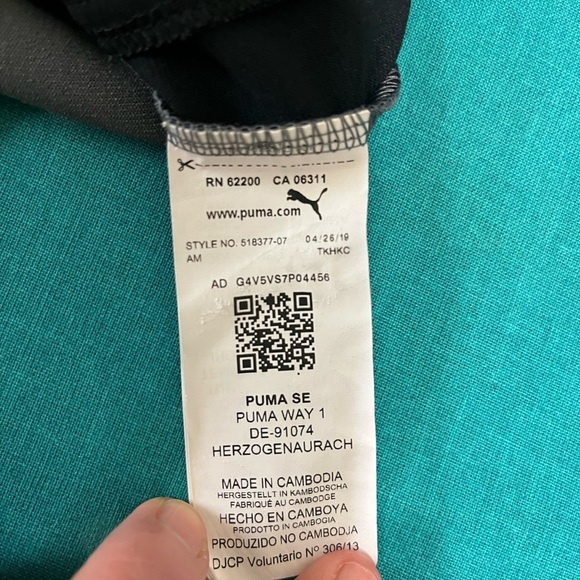 RN 62200 CA 06311
www.puma.com
STYLE NO. 518377-07 04/26/19
AM TKHKC
AD G4V5VS7P04456
PUMA SE
PUMA WAY 1
DE-91074
HERZOGENAURACH
MADE IN CAMBODIA
HERGESTELLT IN KAMBODSCHA
FABRIQUÉ AU CAMBODGE
HECHO EN CAMBOYA
PRODOTTO IN CAMBOGIA
PRODUZIDO NO CAMBODJA
DJCP Voluntario Nº 306/13